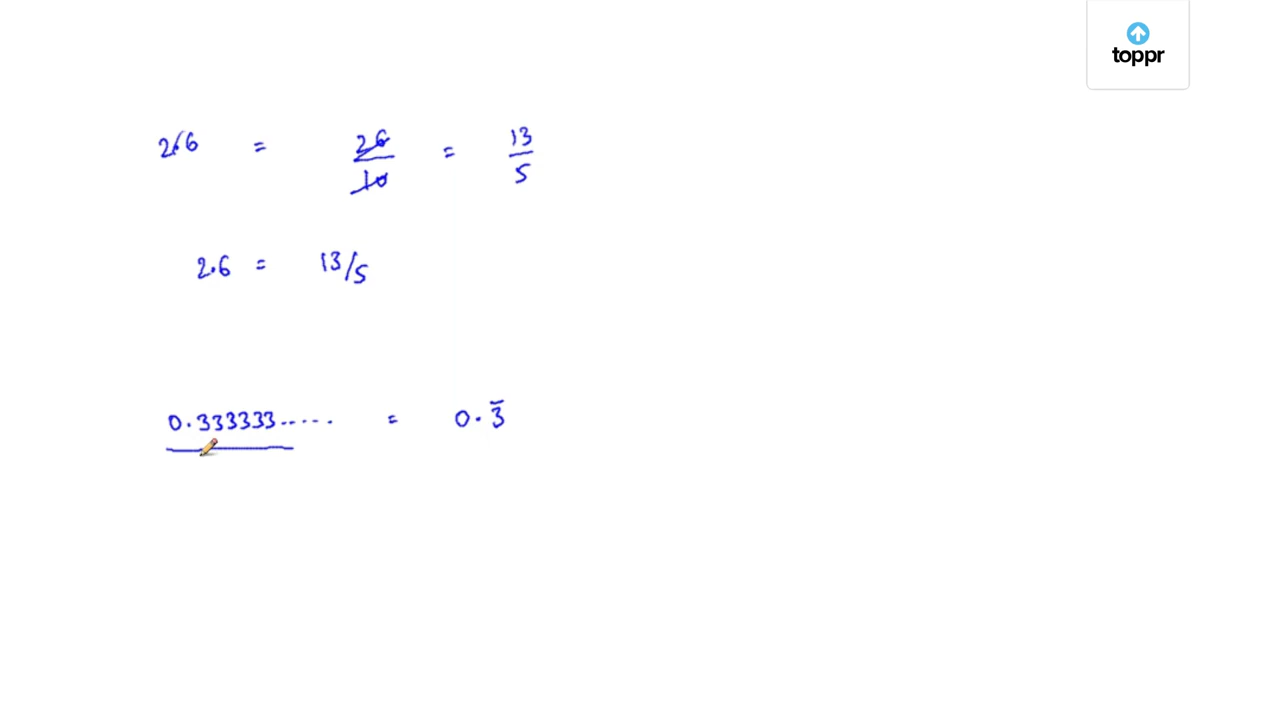 toppr
2.6 = 26/10 = 13/5
2.6 = 13/5
0.333333..... = 0.3̄